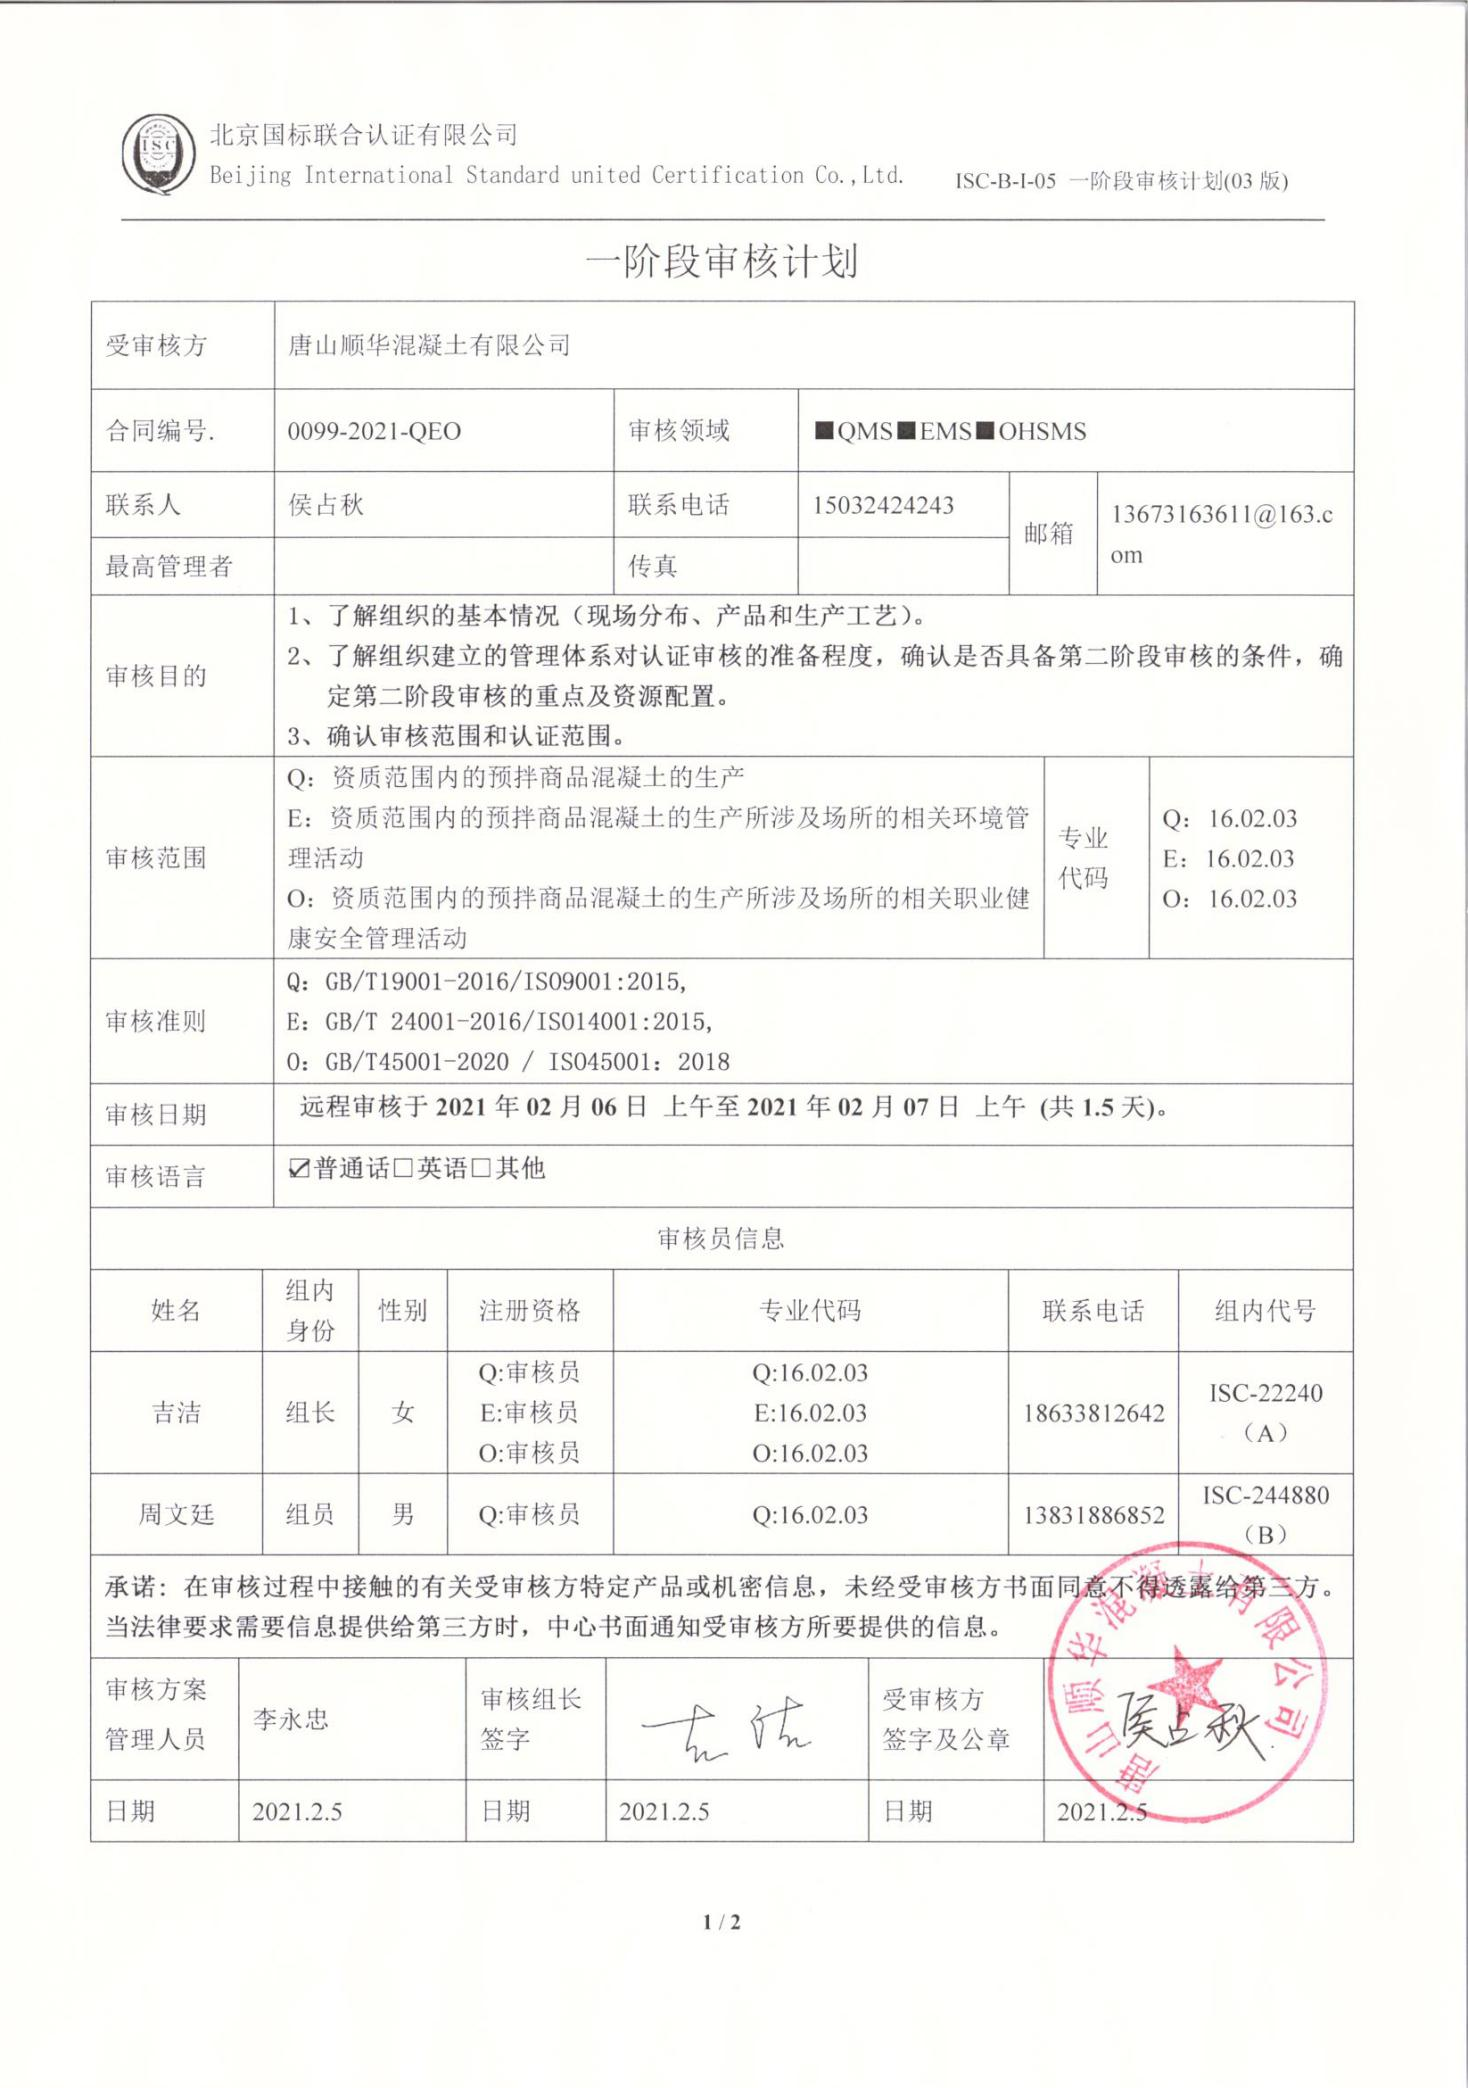 ISC
北京国标联合认证有限公司
Beijing International Standard united Certification Co.,Ltd.
ISC-B-I-05 一阶段审核计划(03 版)
一阶段审核计划
受审核方 唐山顺华混凝土有限公司
合同编号. 0099-2021-QEO 审核领域 ■QMS■EMS■OHSMS
联系人 侯占秋 联系电话 15032424243 邮箱 13673163611@163.c
om
最高管理者 传真
审核目的
1、了解组织的基本情况（现场分布、产品和生产工艺）。
2、了解组织建立的管理体系对认证审核的准备程度，确认是否具备第二阶段审核的条件，确
定第二阶段审核的重点及资源配置。
3、确认审核范围和认证范围。
审核范围
Q：资质范围内的预拌商品混凝土的生产
E：资质范围内的预拌商品混凝土的生产所涉及场所的相关环境管
理活动
O：资质范围内的预拌商品混凝土的生产所涉及场所的相关职业健
康安全管理活动
专业
代码
Q：16.02.03
E：16.02.03
O：16.02.03
审核准则
Q：GB/T19001-2016/ISO9001:2015,
E：GB/T 24001-2016/ISO14001:2015,
O：GB/T45001-2020 / ISO45001：2018
审核日期 远程审核于 2021 年 02 月 06 日 上午至 2021 年 02 月 07 日 上午 (共 1.5 天)。
审核语言 ☑普通话□英语□其他
审核员信息
姓名 组内
身份 性别 注册资格 专业代码 联系电话 组内代号
吉洁 组长 女
Q:审核员
E:审核员
O:审核员
Q:16.02.03
E:16.02.03
O:16.02.03
18633812642
ISC-22240
（A）
周文廷 组员 男 Q:审核员 Q:16.02.03 13831886852
ISC-244880
（B）
承诺：在审核过程中接触的有关受审核方特定产品或机密信息，未经受审核方书面同意不得透露给第三方。
当法律要求需要信息提供给第三方时，中心书面通知受审核方所要提供的信息。
审核方案
管理人员
李永忠
审核组长
签字
吉洁
受审核方
签字及公章
侯占秋
唐山顺华混凝土有限公司
日期 2021.2.5 日期 2021.2.5 日期 2021.2.5
1 / 2